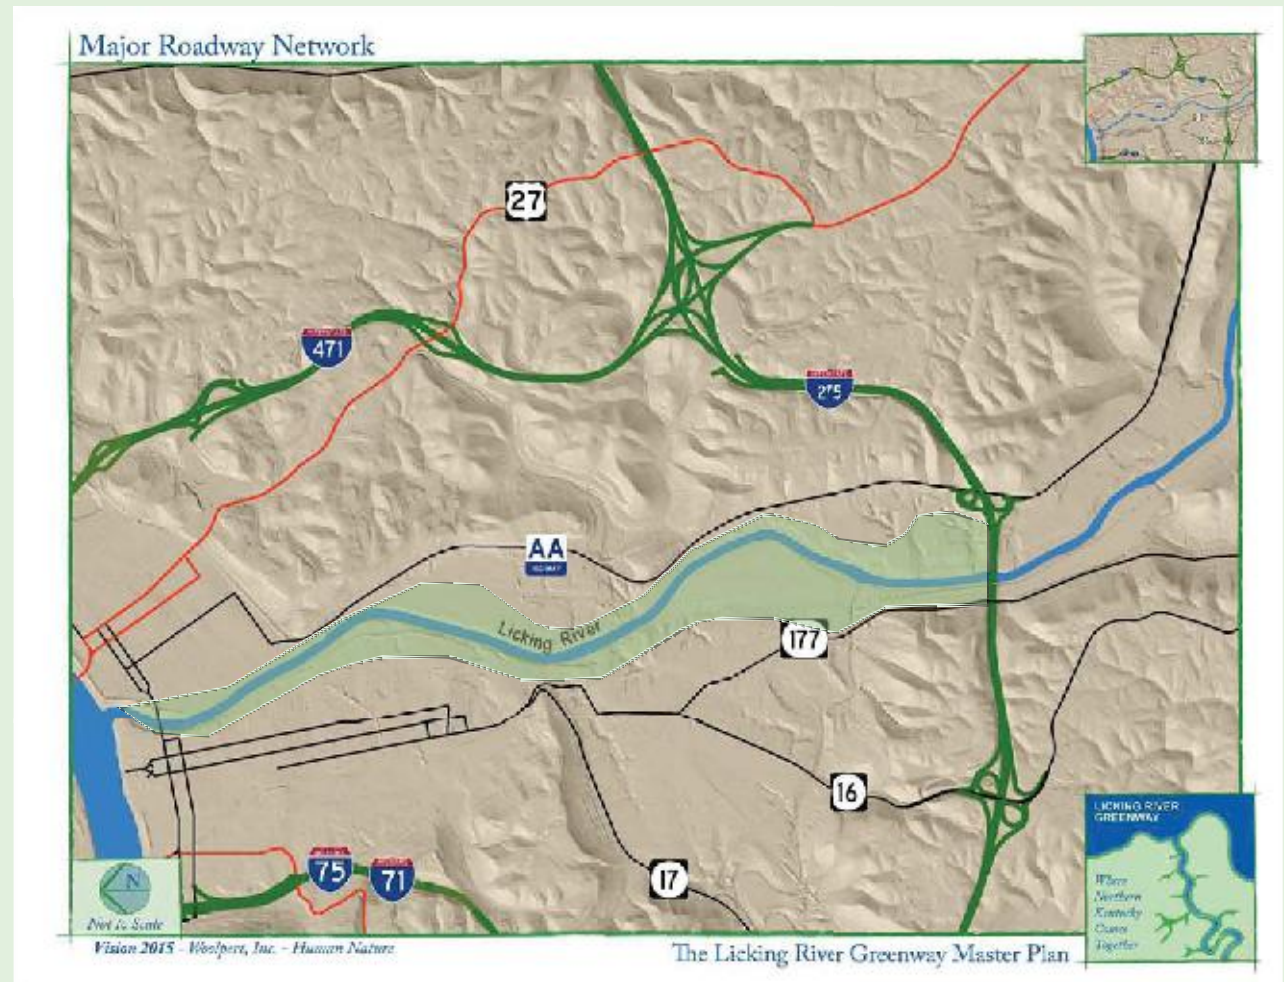 Major Roadway Network
27
471
275
AA
HIGHWAY
Licking River
177
16
17
75
71
N
Not to Scale
LICKING RIVER
GREENWAY
Where
Northern
Kentucky
Comes
Together
Vision 2015 - Woolpert, Inc. - Human Nature
The Licking River Greenway Master Plan